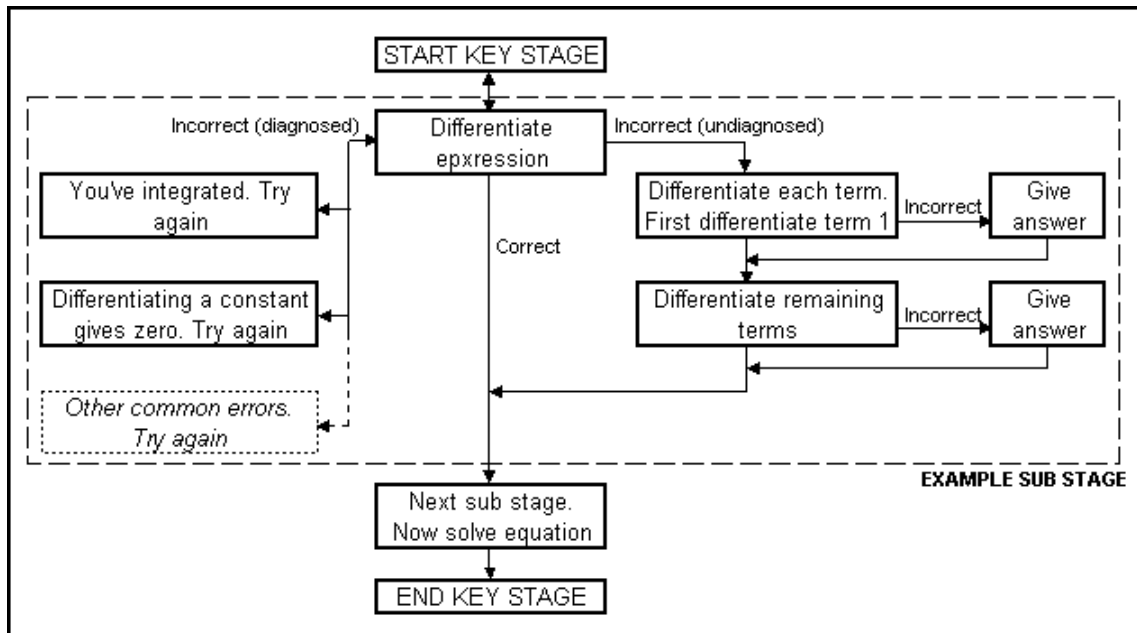 START KEY STAGE
Incorrect (diagnosed)
Differentiate
epxression
Incorrect (undiagnosed)
You've integrated. Try
again
Differentiate each term.
First differentiate term 1
Incorrect
Give
answer
Correct
Differentiating a constant
gives zero. Try again
Differentiate remaining
terms
Incorrect
Give
answer
Other common errors.
Try again
EXAMPLE SUB STAGE
Next sub stage.
Now solve equation
END KEY STAGE